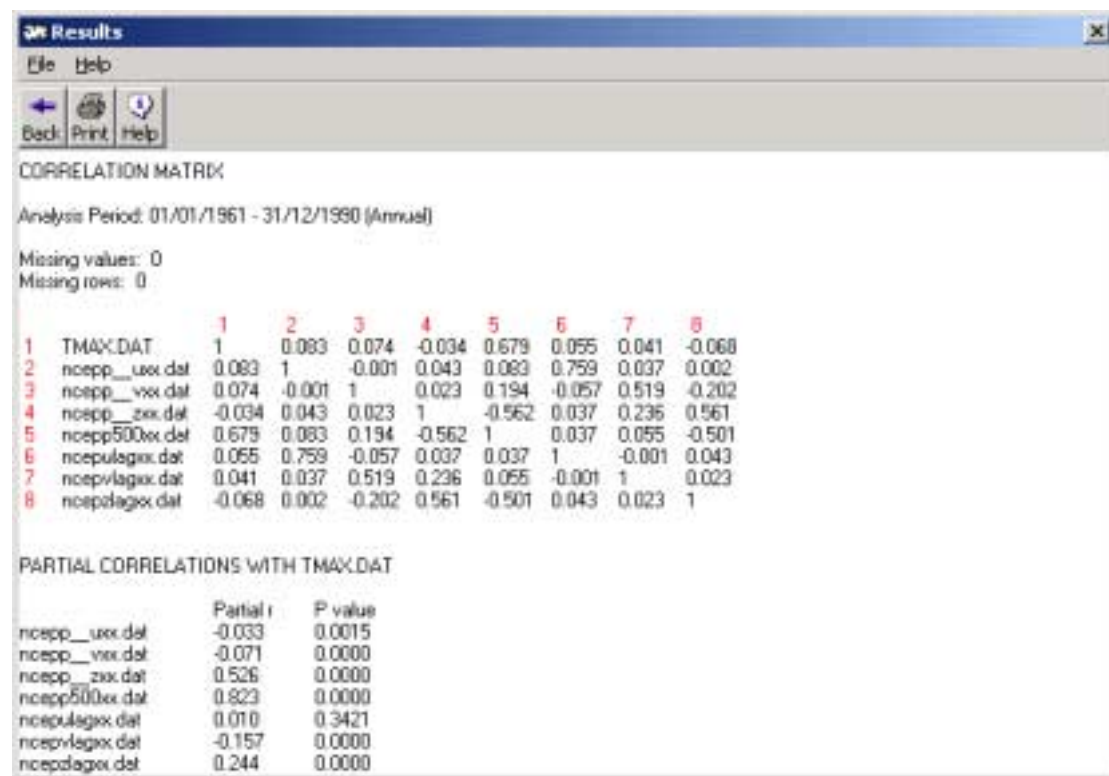 Results
File Help
Back Print Help
CORRELATION MATRIX
Analysis Period: 01/01/1961 - 31/12/1990 (Annual)
Missing values: 0
Missing rows: 0
1 2 3 4 5 6 7 8
1 TMAX.DAT 1 0.083 0.074 -0.034 0.679 0.055 0.041 -0.068
2 ncepp__uxx.dat 0.083 1 -0.001 0.043 0.083 0.759 0.037 0.002
3 ncepp__vxx.dat 0.074 -0.001 1 0.023 0.194 -0.057 0.519 -0.202
4 ncepp__zxx.dat -0.034 0.043 0.023 1 -0.562 0.037 0.236 0.561
5 ncepp500xx.dat 0.679 0.083 0.194 -0.562 1 0.037 0.055 -0.501
6 ncepulagxx.dat 0.055 0.759 -0.057 0.037 0.037 1 -0.001 0.043
7 ncepvlagxx.dat 0.041 0.037 0.519 0.236 0.055 -0.001 1 0.023
8 ncepzlagxx.dat -0.068 0.002 -0.202 0.561 -0.501 0.043 0.023 1
PARTIAL CORRELATIONS WITH TMAX.DAT
Partial r P value
ncepp__uxx.dat -0.033 0.0015
ncepp__vxx.dat -0.071 0.0000
ncepp__zxx.dat 0.526 0.0000
ncepp500xx.dat 0.823 0.0000
ncepulagxx.dat 0.010 0.3421
ncepvlagxx.dat -0.157 0.0000
ncepzlagxx.dat 0.244 0.0000